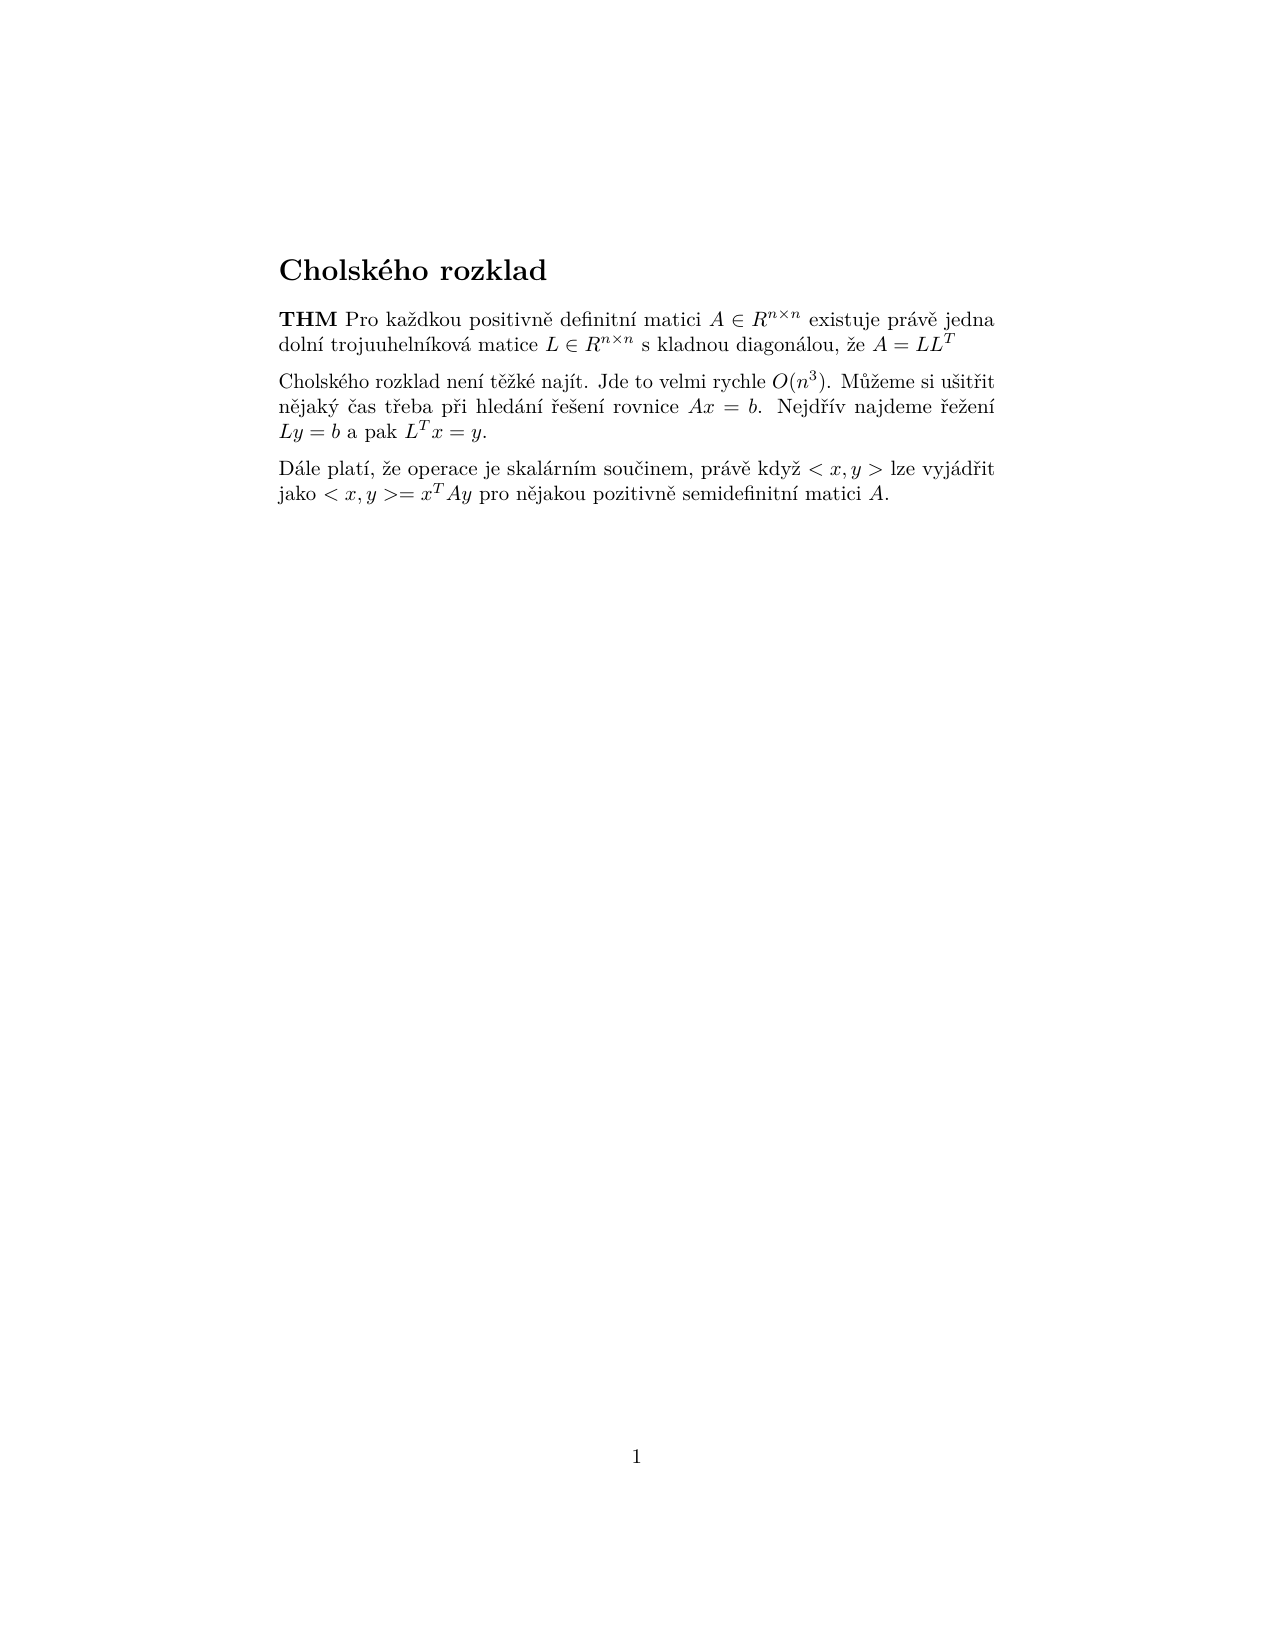 Cholského rozklad
THM Pro každkou positivně definitní matici $A \in R^{n \times n}$ existuje právě jedna
dolní trojuuhelníková matice $L \in R^{n \times n}$ s kladnou diagonálou, že $A = LL^T$
Cholského rozklad není těžké najít. Jde to velmi rychle $O(n^3)$. Můžeme si ušitřit
nějaký čas třeba při hledání řešení rovnice $Ax = b$. Nejdřív najdeme řežení
$Ly = b$ a pak $L^T x = y$.
Dále platí, že operace je skalárním součinem, právě když $< x, y >$ lze vyjádřit
jako $< x, y >= x^T Ay$ pro nějakou pozitivně semidefinitní matici $A$.
1